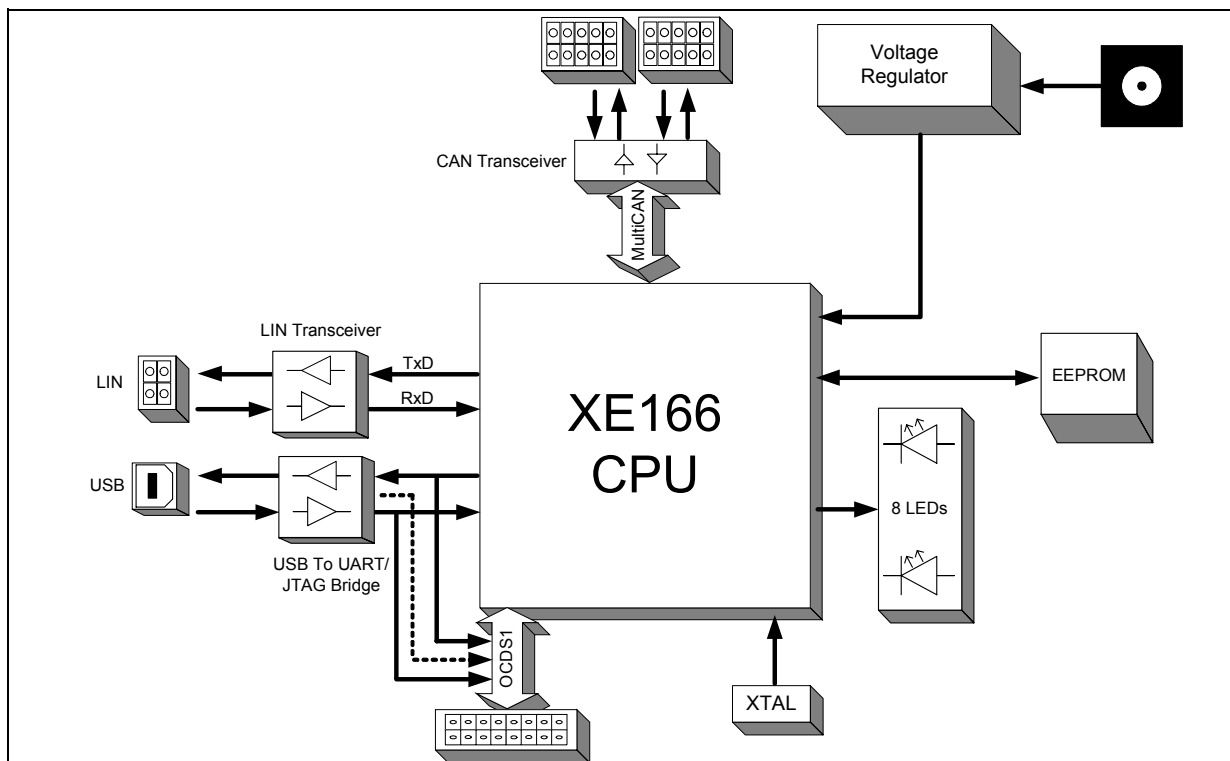 Voltage
Regulator
CAN Transceiver
MultiCAN
LIN Transceiver
TxD
LIN
RxD
XE166
CPU
EEPROM
USB
8 LEDs
USB To UART/
JTAG Bridge
OCDS1
XTAL